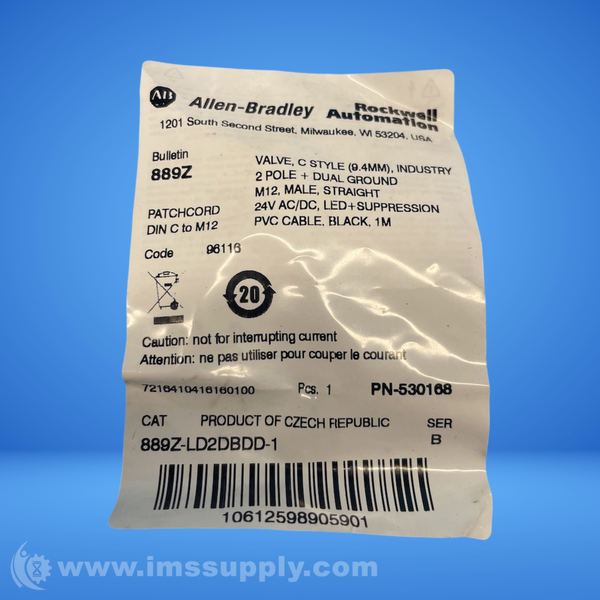 AB Allen-Bradley Rockwell Automation
1201 South Second Street, Milwaukee, WI 53204, USA
Bulletin
889Z
VALVE, C STYLE (9.4MM), INDUSTRY
2 POLE + DUAL GROUND
M12, MALE, STRAIGHT
24V AC/DC, LED+SUPPRESSION
PVC CABLE, BLACK, 1M
PATCHCORD
DIN C to M12
Code 96116
20
Caution: not for interrupting current
Attention: ne pas utiliser pour couper le courant
7216410416160100 Pcs. 1 PN-530168
CAT PRODUCT OF CZECH REPUBLIC SER
889Z-LD2DBDD-1 B
10612598905901
www.imssupply.com